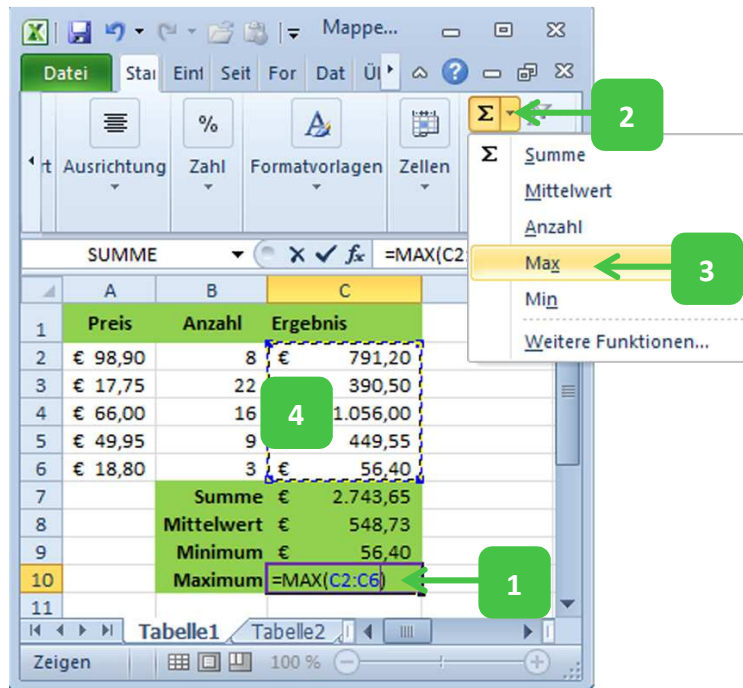 Mappe...
Datei Star Einf Seit For Dat Üb
2
% Σ
rt Ausrichtung Zahl Formatvorlagen Zellen
Σ Summe
Mittelwert
Anzahl
Max
3
Min
Weitere Funktionen...
SUMME fx =MAX(C2:
A B C
1 Preis Anzahl Ergebnis
2 € 98,90 8 € 791,20
3 € 17,75 22 390,50
4 € 66,00 16 4 1.056,00
5 € 49,95 9 449,55
6 € 18,80 3 € 56,40
7 Summe € 2.743,65
8 Mittelwert € 548,73
9 Minimum € 56,40
10 Maximum =MAX(C2:C6) 1
11
Tabelle1 Tabelle2
Zeigen 100 %